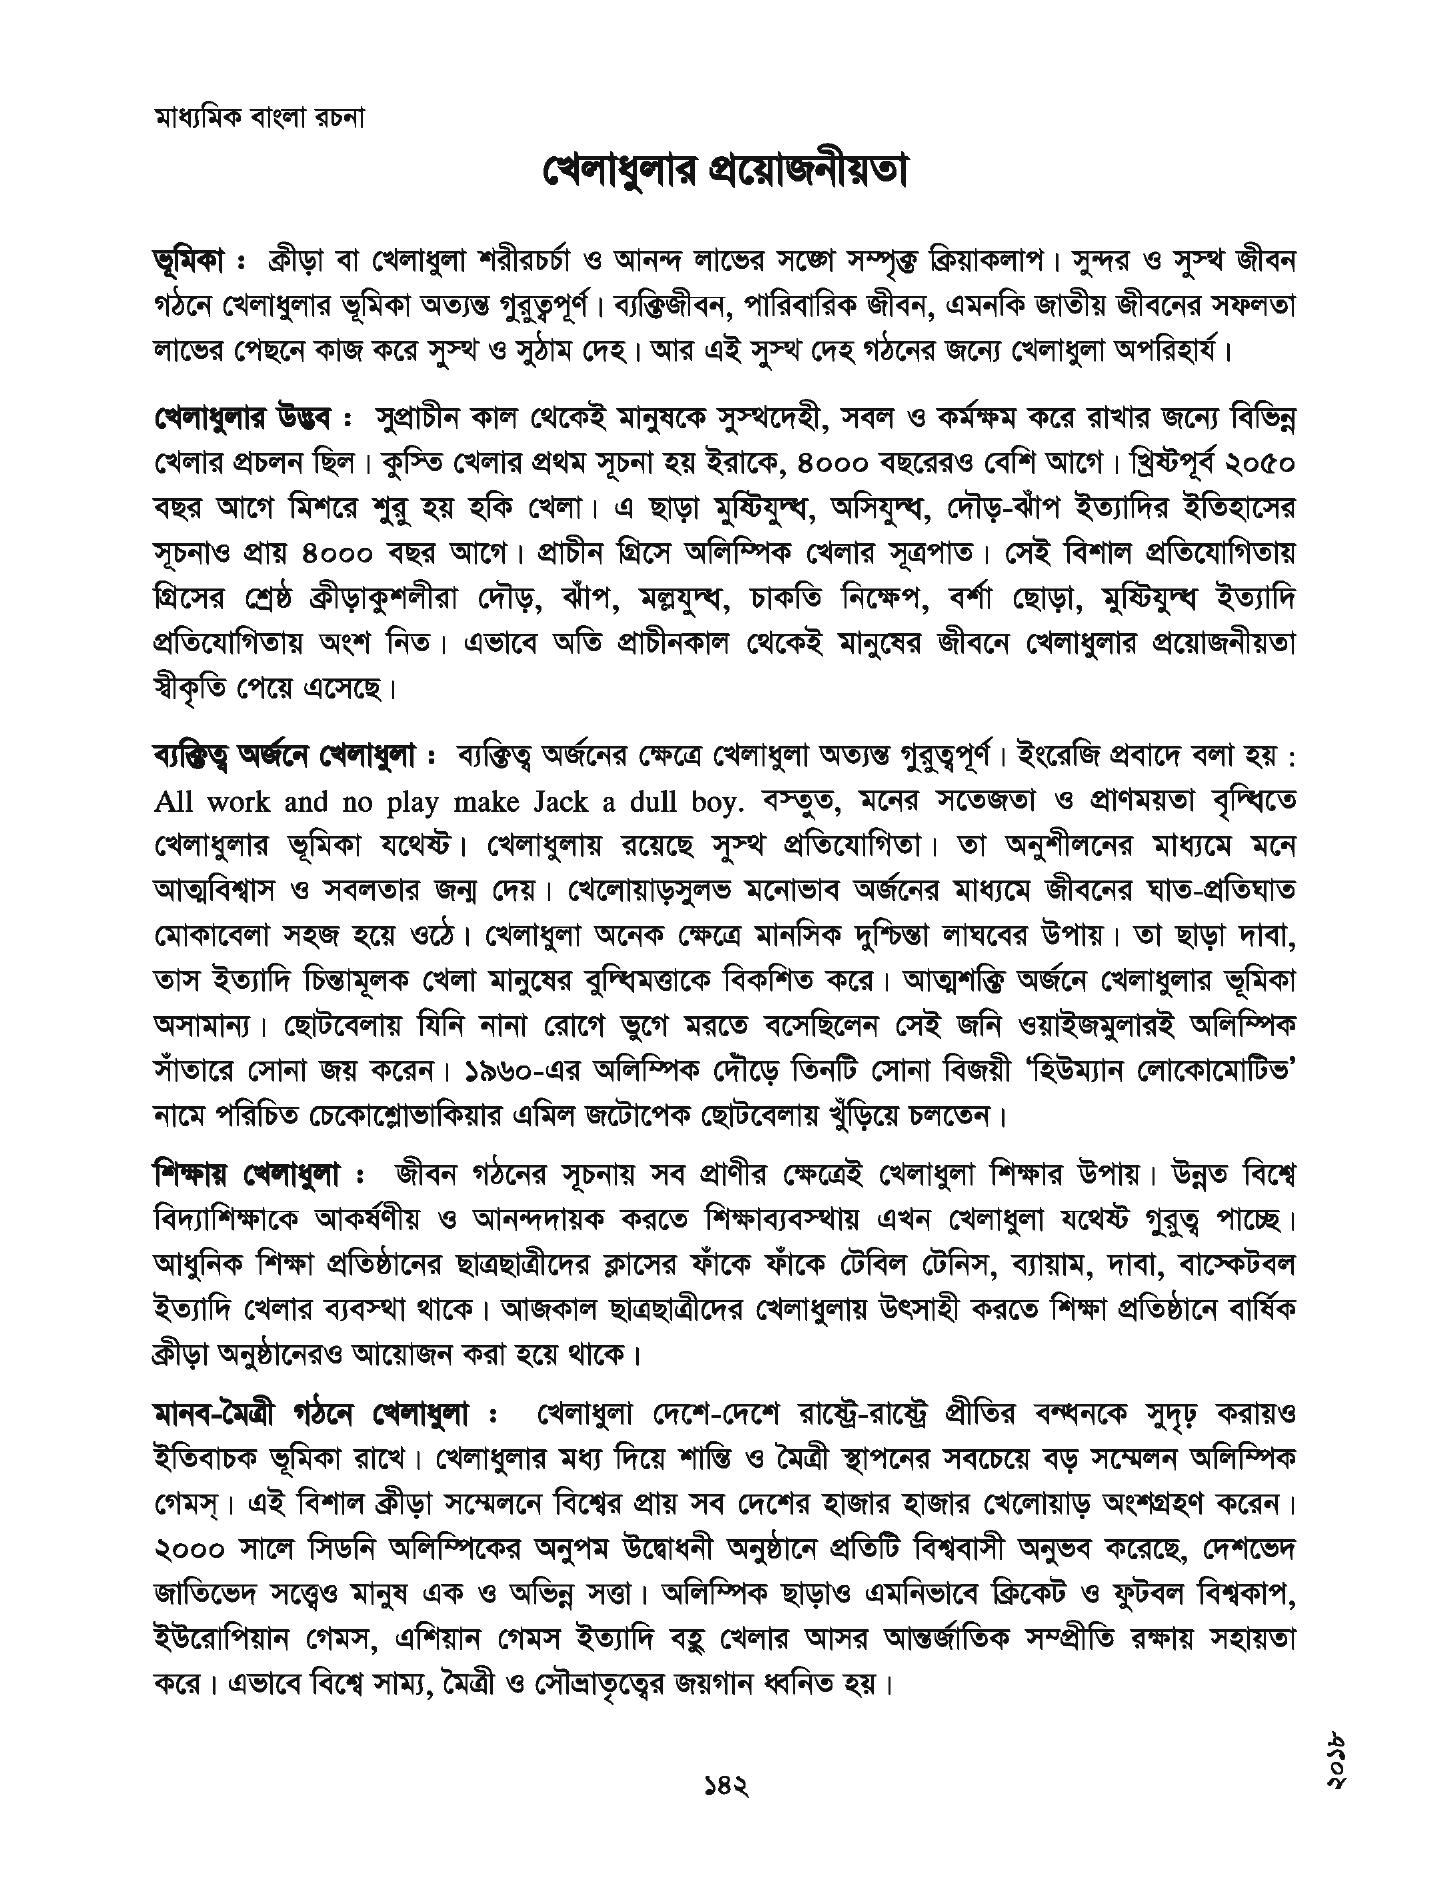 মাধ্যমিক বাংলা রচনা
খেলাধুলার প্রয়োজনীয়তা
ভূমিকা : ক্রীড়া বা খেলাধুলা শরীরচর্চা ও আনন্দ লাভের সঙ্গে সম্পৃক্ত ক্রিয়াকলাপ। সুন্দর ও সুস্থ জীবন
গঠনে খেলাধুলার ভূমিকা অত্যন্ত গুরুত্বপূর্ণ। ব্যক্তিজীবন, পারিবারিক জীবন, এমনকি জাতীয় জীবনের সফলতা
লাভের পেছনে কাজ করে সুস্থ ও সুঠাম দেহ। আর এই সুস্থ দেহ গঠনের জন্যে খেলাধুলা অপরিহার্য।
খেলাধুলার উদ্ভব : সুপ্রাচীন কাল থেকেই মানুষকে সুস্থদেহী, সবল ও কর্মক্ষম করে রাখার জন্যে বিভিন্ন
খেলার প্রচলন ছিল। কুস্তি খেলার প্রথম সূচনা হয় ইরাকে, ৪০০০ বছরেরও বেশি আগে। খ্রিষ্টপূর্ব ২০৫০
বছর আগে মিশরে শুরু হয় হকি খেলা। এ ছাড়া মুষ্টিযুদ্ধ, অসিযুদ্ধ, দৌড়-ঝাঁপ ইত্যাদির ইতিহাসের
সূচনাও প্রায় ৪০০০ বছর আগে। প্রাচীন গ্রিসে অলিম্পিক খেলার সূত্রপাত। সেই বিশাল প্রতিযোগিতায়
গ্রিসের শ্রেষ্ঠ ক্রীড়াকুশলীরা দৌড়, ঝাঁপ, মল্লযুদ্ধ, চাকতি নিক্ষেপ, বর্শা ছোড়া, মুষ্টিযুদ্ধ ইত্যাদি
প্রতিযোগিতায় অংশ নিত। এভাবে অতি প্রাচীনকাল থেকেই মানুষের জীবনে খেলাধুলার প্রয়োজনীয়তা
স্বীকৃতি পেয়ে এসেছে।
ব্যক্তিত্ব অর্জনে খেলাধুলা : ব্যক্তিত্ব অর্জনের ক্ষেত্রে খেলাধুলা অত্যন্ত গুরুত্বপূর্ণ। ইংরেজি প্রবাদে বলা হয় :
All work and no play make Jack a dull boy. বস্তুত, মনের সতেজতা ও প্রাণময়তা বৃদ্ধিতে
খেলাধুলার ভূমিকা যথেষ্ট। খেলাধুলায় রয়েছে সুস্থ প্রতিযোগিতা। তা অনুশীলনের মাধ্যমে মনে
আত্মবিশ্বাস ও সবলতার জন্ম দেয়। খেলোয়াড়সুলভ মনোভাব অর্জনের মাধ্যমে জীবনের ঘাত-প্রতিঘাত
মোকাবেলা সহজ হয়ে ওঠে। খেলাধুলা অনেক ক্ষেত্রে মানসিক দুশ্চিন্তা লাঘবের উপায়। তা ছাড়া দাবা,
তাস ইত্যাদি চিন্তামূলক খেলা মানুষের বুদ্ধিমত্তাকে বিকশিত করে। আত্মশক্তি অর্জনে খেলাধুলার ভূমিকা
অসামান্য। ছোটবেলায় যিনি নানা রোগে ভুগে মরতে বসেছিলেন সেই জনি ওয়াইজমুলারই অলিম্পিক
সাঁতারে সোনা জয় করেন। ১৯৬০-এর অলিম্পিক দৌড়ে তিনটি সোনা বিজয়ী ‘হিউম্যান লোকোমোটিভ’
নামে পরিচিত চেকোশ্লোভাকিয়ার এমিল জটোপেক ছোটবেলায় খুঁড়িয়ে চলতেন।
শিক্ষায় খেলাধুলা : জীবন গঠনের সূচনায় সব প্রাণীর ক্ষেত্রেই খেলাধুলা শিক্ষার উপায়। উন্নত বিশ্বে
বিদ্যাশিক্ষাকে আকর্ষণীয় ও আনন্দদায়ক করতে শিক্ষাব্যবস্থায় এখন খেলাধুলা যথেষ্ট গুরুত্ব পাচ্ছে।
আধুনিক শিক্ষা প্রতিষ্ঠানের ছাত্রছাত্রীদের ক্লাসের ফাঁকে ফাঁকে টেবিল টেনিস, ব্যায়াম, দাবা, বাস্কেটবল
ইত্যাদি খেলার ব্যবস্থা থাকে। আজকাল ছাত্রছাত্রীদের খেলাধুলায় উৎসাহী করতে শিক্ষা প্রতিষ্ঠানে বার্ষিক
ক্রীড়া অনুষ্ঠানেরও আয়োজন করা হয়ে থাকে।
মানব-মৈত্রী গঠনে খেলাধুলা : খেলাধুলা দেশে-দেশে রাষ্ট্রে-রাষ্ট্রে প্রীতির বন্ধনকে সুদৃঢ় করায়ও
ইতিবাচক ভূমিকা রাখে। খেলাধুলার মধ্য দিয়ে শান্তি ও মৈত্রী স্থাপনের সবচেয়ে বড় সম্মেলন অলিম্পিক
গেমস্। এই বিশাল ক্রীড়া সম্মেলনে বিশ্বের প্রায় সব দেশের হাজার হাজার খেলোয়াড় অংশগ্রহণ করেন।
২০০০ সালে সিডনি অলিম্পিকের অনুপম উদ্বোধনী অনুষ্ঠানে প্রতিটি বিশ্ববাসী অনুভব করেছে, দেশভেদ
জাতিভেদ সত্ত্বেও মানুষ এক ও অভিন্ন সত্তা। অলিম্পিক ছাড়াও এমনিভাবে ক্রিকেট ও ফুটবল বিশ্বকাপ,
ইউরোপিয়ান গেমস, এশিয়ান গেমস ইত্যাদি বহু খেলার আসর আন্তর্জাতিক সম্প্রীতি রক্ষায় সহায়তা
করে। এভাবে বিশ্বে সাম্য, মৈত্রী ও সৌভ্রাতৃত্বের জয়গান ধ্বনিত হয়।
১৪২
২০১৮